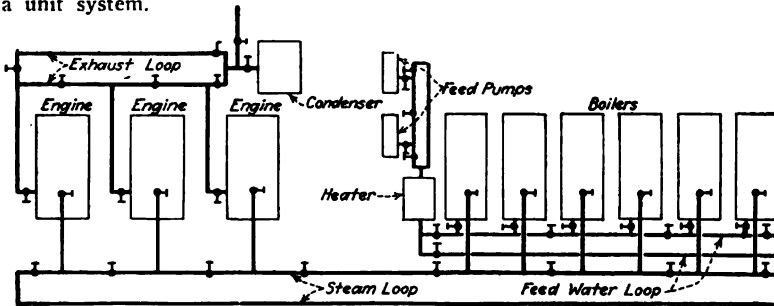 a unit system.
Exhaust Loop
Engine Engine Engine
Condenser
Feed Pumps
Boilers
Heater
Steam Loop
Feed Water Loop